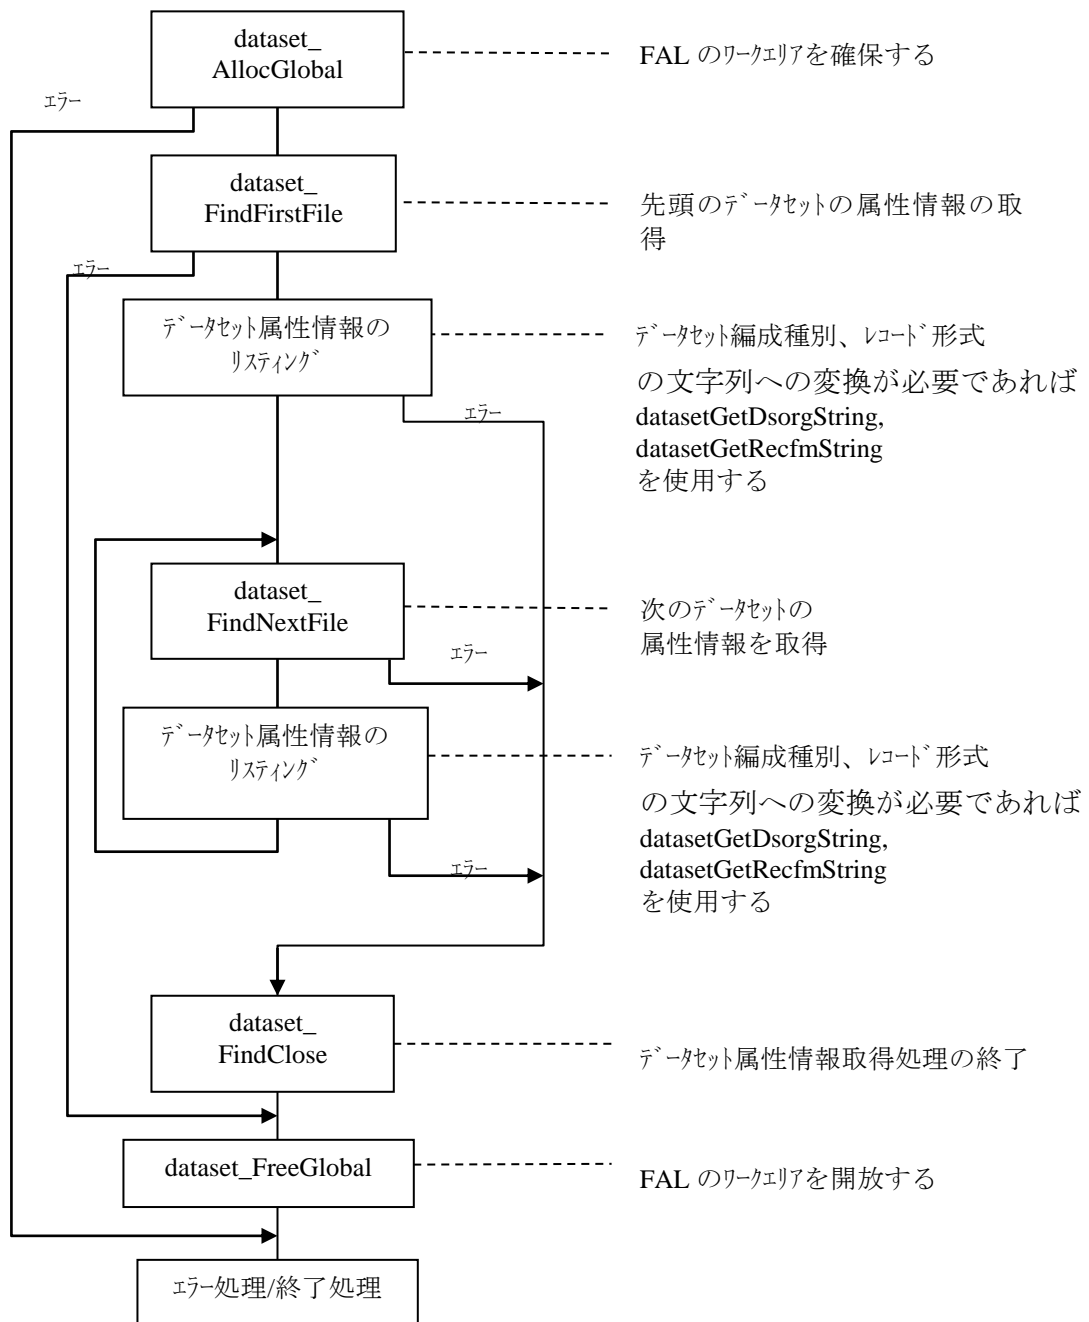 dataset_
AllocGlobal
FAL のﾜｰｸｴﾘｱを確保する
ｴﾗｰ
dataset_
FindFirstFile
先頭のﾃﾞｰﾀｾｯﾄの属性情報の取
得
ｴﾗｰ
ﾃﾞｰﾀｾｯﾄ属性情報の
ﾘｽﾃｨﾝｸﾞ
ﾃﾞｰﾀｾｯﾄ編成種別、ﾚｺｰﾄﾞ形式
の文字列への変換が必要であれば
datasetGetDsorgString,
datasetGetRecfmString
を使用する
ｴﾗｰ
dataset_
FindNextFile
次のﾃﾞｰﾀｾｯﾄの
属性情報を取得
ｴﾗｰ
ﾃﾞｰﾀｾｯﾄ属性情報の
ﾘｽﾃｨﾝｸﾞ
ﾃﾞｰﾀｾｯﾄ編成種別、ﾚｺｰﾄﾞ形式
の文字列への変換が必要であれば
datasetGetDsorgString,
datasetGetRecfmString
を使用する
ｴﾗｰ
dataset_
FindClose
ﾃﾞｰﾀｾｯﾄ属性情報取得処理の終了
dataset_FreeGlobal
FAL のﾜｰｸｴﾘｱを開放する
ｴﾗｰ処理/終了処理